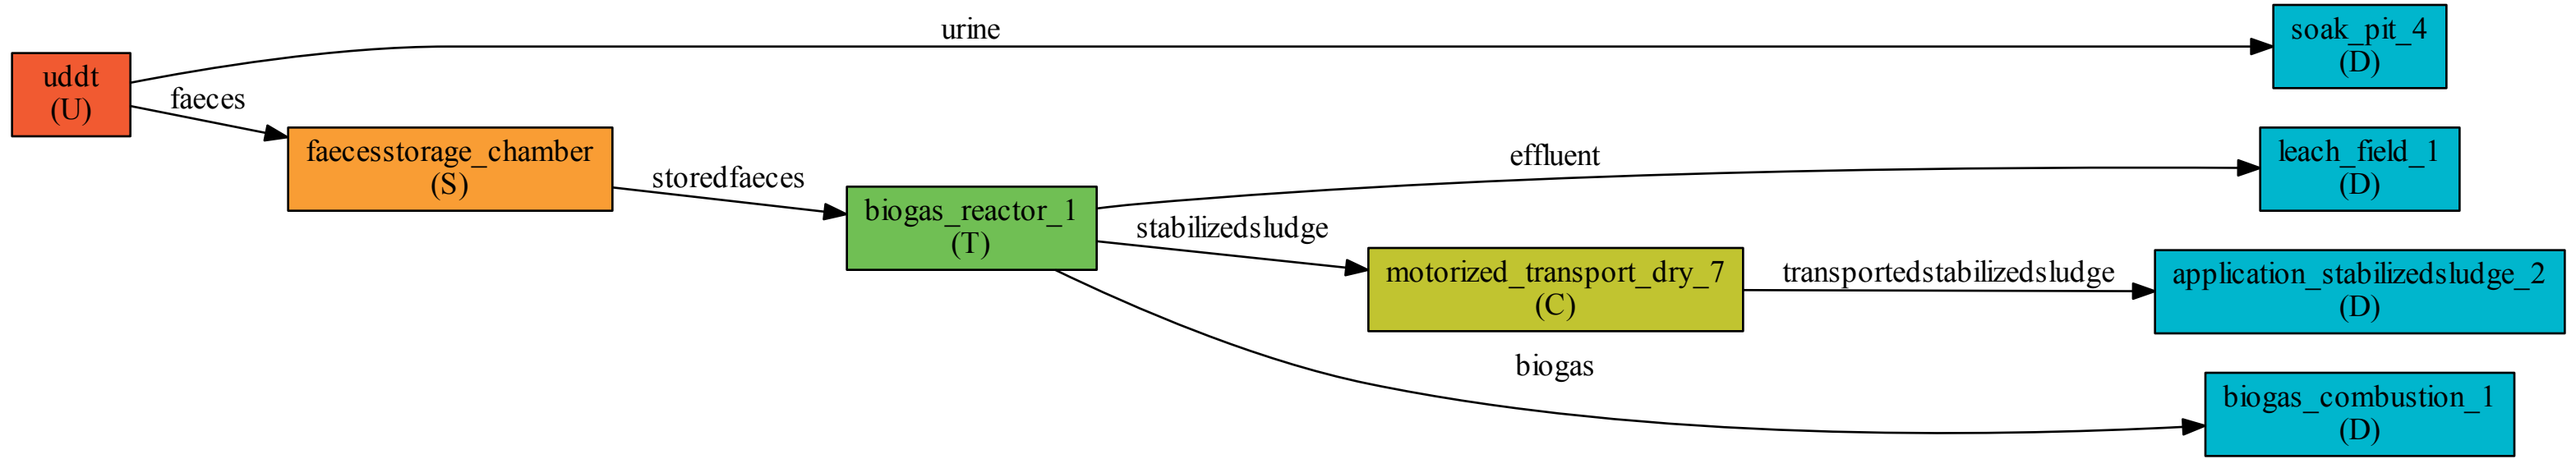 urine
soak_pit_4
(D)
uddt
(U)
faeces
faecesstorage_chamber
(S)
storedfaeces
effluent
leach_field_1
(D)
biogas_reactor_1
(T)
stabilizedsludge
motorized_transport_dry_7
(C)
transportedstabilizedsludge
application_stabilizedsludge_2
(D)
biogas
biogas_combustion_1
(D)